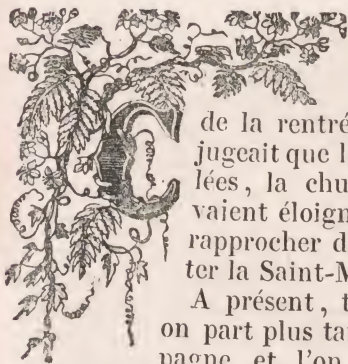 C
de la rentré
jugeait que l
lées, la chu
vaient éloign
rapprocher d
ter la Saint-M
A présent, t
on part plus ta
pagne, et l'on